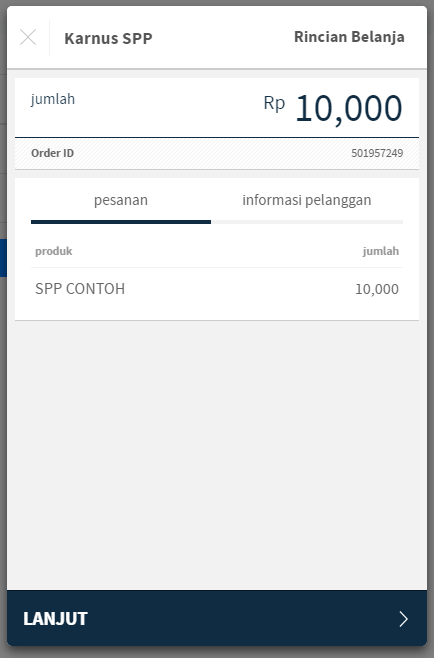 Karnus SPP Rincian Belanja
jumlah Rp 10,000
Order ID 501957249
pesanan informasi pelanggan
produk jumlah
SPP CONTOH 10,000
LANJUT